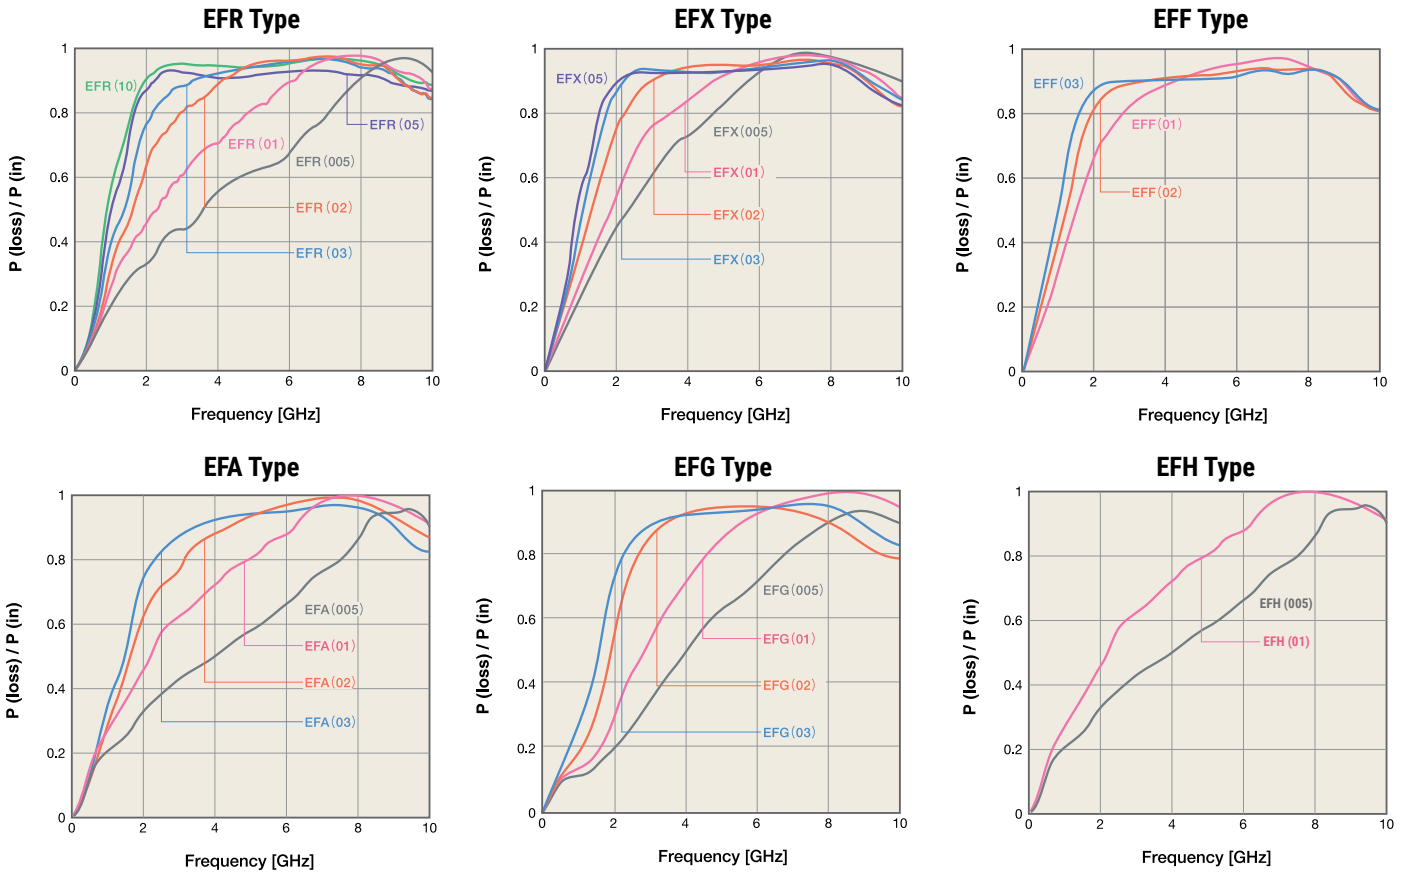 EFR Type
1
0.8
0.6
0.4
0.2
0
0 2 4 6 8 10
P (loss) / P (in)
Frequency [GHz]
EFR(10)
EFR(05)
EFR(01)
EFR(005)
EFR(02)
EFR(03)
EFX Type
1
0.8
0.6
0.4
0.2
0
0 2 4 6 8 10
P (loss) / P (in)
Frequency [GHz]
EFX(05)
EFX(005)
EFX(01)
EFX(02)
EFX(03)
EFF Type
1
0.8
0.6
0.4
0.2
0
0 2 4 6 8 10
P (loss) / P (in)
Frequency [GHz]
EFF(03)
EFF(01)
EFF(02)
EFA Type
1
0.8
0.6
0.4
0.2
0
0 2 4 6 8 10
P (loss) / P (in)
Frequency [GHz]
EFA(005)
EFA(01)
EFA(02)
EFA(03)
EFG Type
1
0.8
0.6
0.4
0.2
0
0 2 4 6 8 10
P (loss) / P (in)
Frequency [GHz]
EFG(005)
EFG(01)
EFG(02)
EFG(03)
EFH Type
1
0.8
0.6
0.4
0.2
0
0 2 4 6 8 10
P (loss) / P (in)
Frequency [GHz]
EFH (005)
EFH (01)